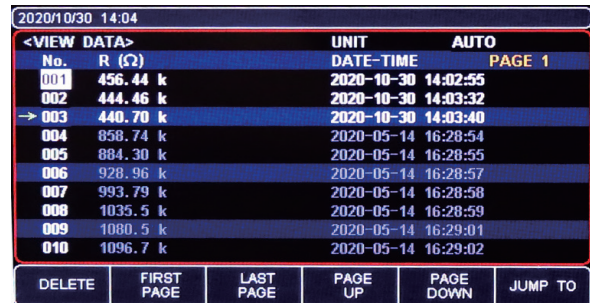 2020/10/30 14:04
<VIEW DATA> UNIT AUTO
No. R (Ω) DATE-TIME PAGE 1
001 456.44 k 2020-10-30 14:02:55
002 444.46 k 2020-10-30 14:03:32
→ 003 440.70 k 2020-10-30 14:03:40
004 858.74 k 2020-05-14 16:28:54
005 884.30 k 2020-05-14 16:28:55
006 928.96 k 2020-05-14 16:28:57
007 993.79 k 2020-05-14 16:28:58
008 1035.5 k 2020-05-14 16:28:59
009 1080.5 k 2020-05-14 16:29:01
010 1096.7 k 2020-05-14 16:29:02
DELETE FIRST PAGE LAST PAGE PAGE UP PAGE DOWN JUMP TO